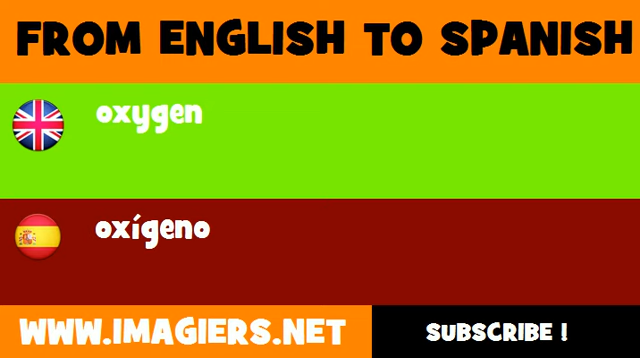 FROM ENGLISH TO SPANISH
oxygen
oxígeno
WWW.IMAGIERS.NET
SUBSCRIBE !